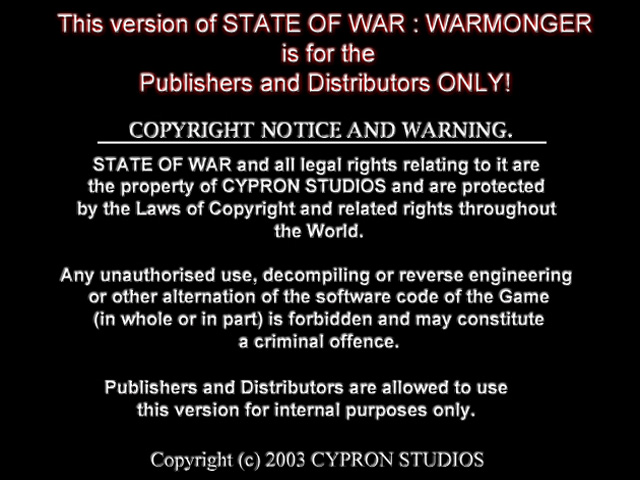 This version of STATE OF WAR : WARMONGER
is for the
Publishers and Distributors ONLY!
COPYRIGHT NOTICE AND WARNING.
STATE OF WAR and all legal rights relating to it are
the property of CYPRON STUDIOS and are protected
by the Laws of Copyright and related rights throughout
the World.
Any unauthorised use, decompiling or reverse engineering
or other alternation of the software code of the Game
(in whole or in part) is forbidden and may constitute
a criminal offence.
Publishers and Distributors are allowed to use
this version for internal purposes only.
Copyright (c) 2003 CYPRON STUDIOS